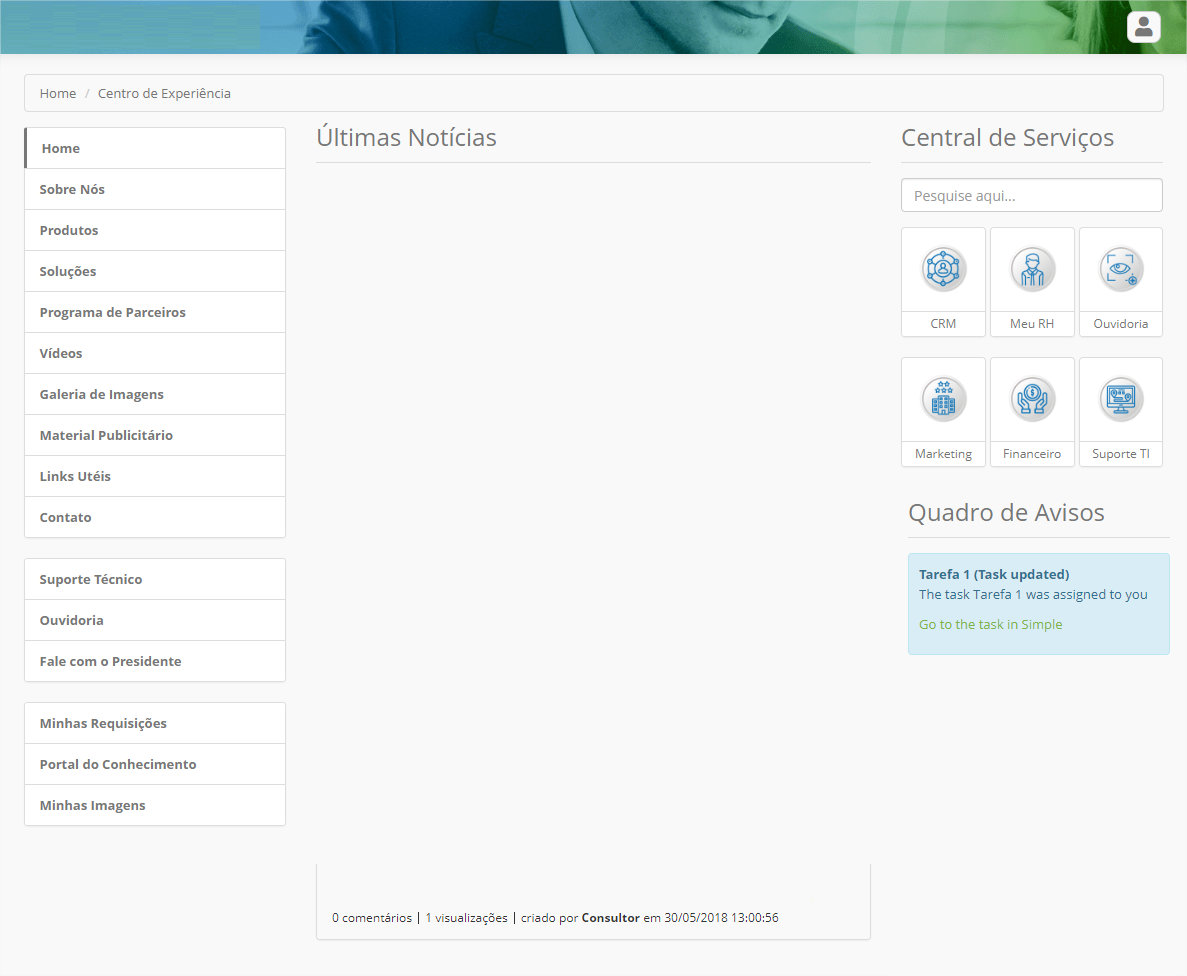 Home / Centro de Experiência
Home
Sobre Nós
Produtos
Soluções
Programa de Parceiros
Vídeos
Galeria de Imagens
Material Publicitário
Links Utéis
Contato
Suporte Técnico
Ouvidoria
Fale com o Presidente
Minhas Requisições
Portal do Conhecimento
Minhas Imagens
Últimas Notícias
0 comentários | 1 visualizações | criado por Consultor em 30/05/2018 13:00:56
Central de Serviços
Pesquise aqui...
CRM Meu RH Ouvidoria
Marketing Financeiro Suporte TI
Quadro de Avisos
Tarefa 1 (Task updated)
The task Tarefa 1 was assigned to you
Go to the task in Simple